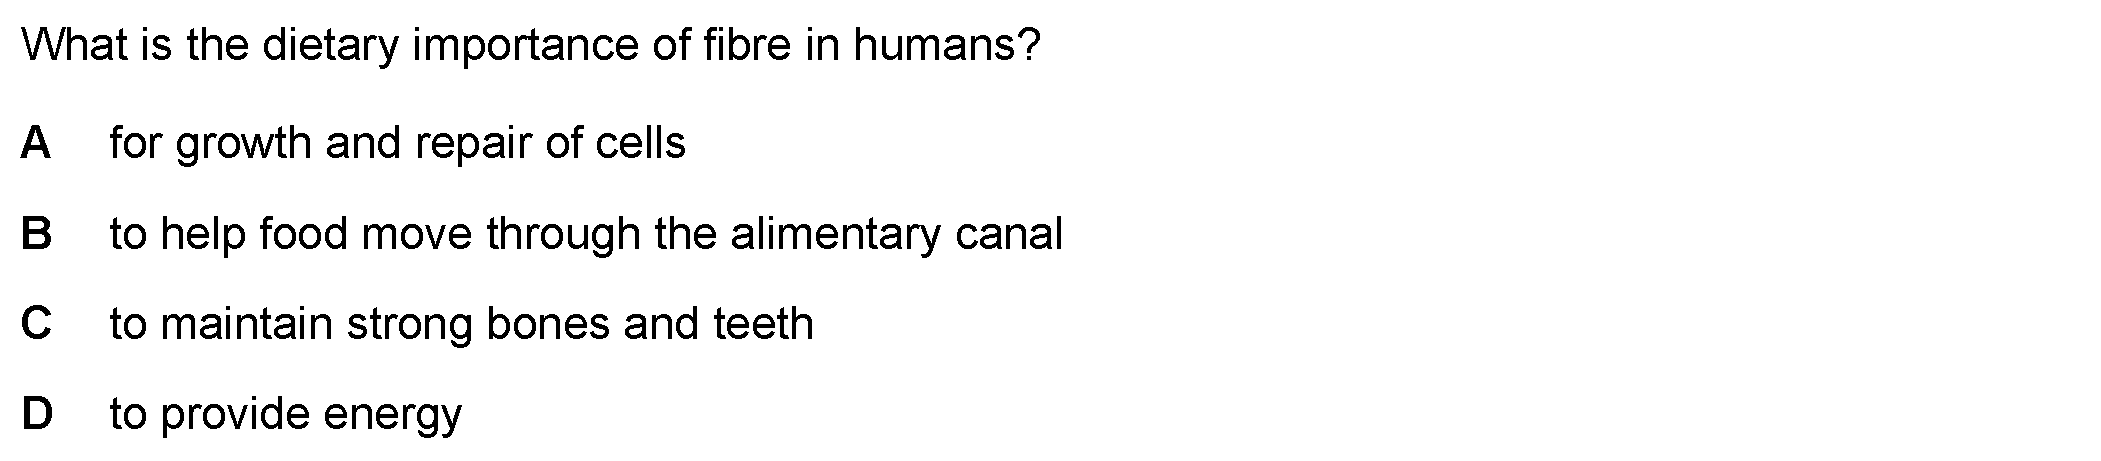 What is the dietary importance of fibre in humans?
A for growth and repair of cells
B to help food move through the alimentary canal
C to maintain strong bones and teeth
D to provide energy